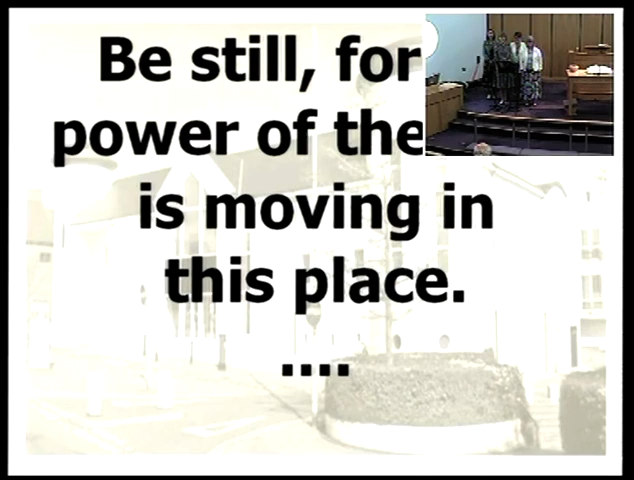 Be still, for
power of the
is moving in
this place.
....